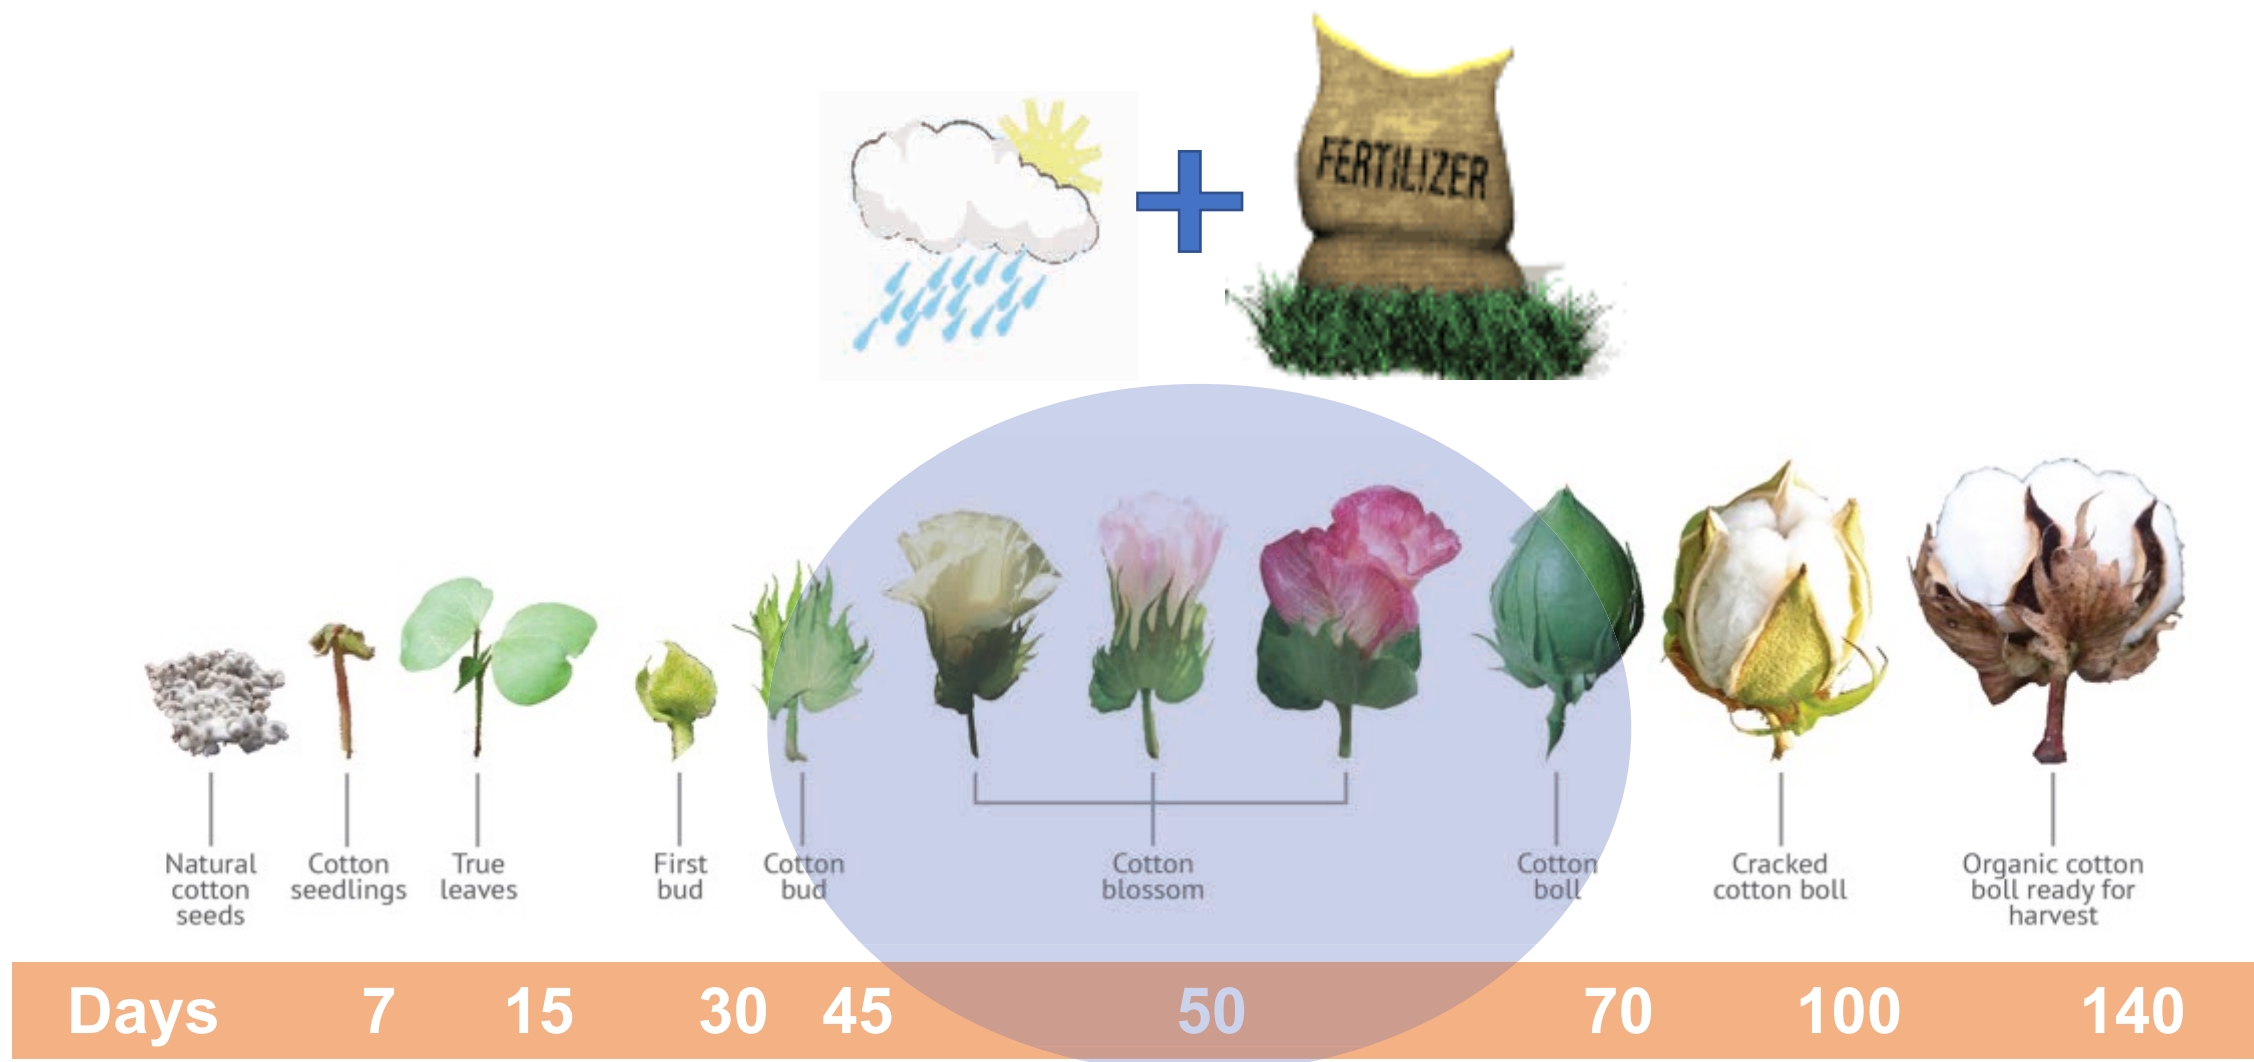 FERTILIZER
Natural
cotton
seeds
Cotton
seedlings
True
leaves
First
bud
Cotton
bud
Cotton
blossom
Cotton
boll
Cracked
cotton boll
Organic cotton
boll ready for
harvest
Days 7 15 30 45 50 70 100 140